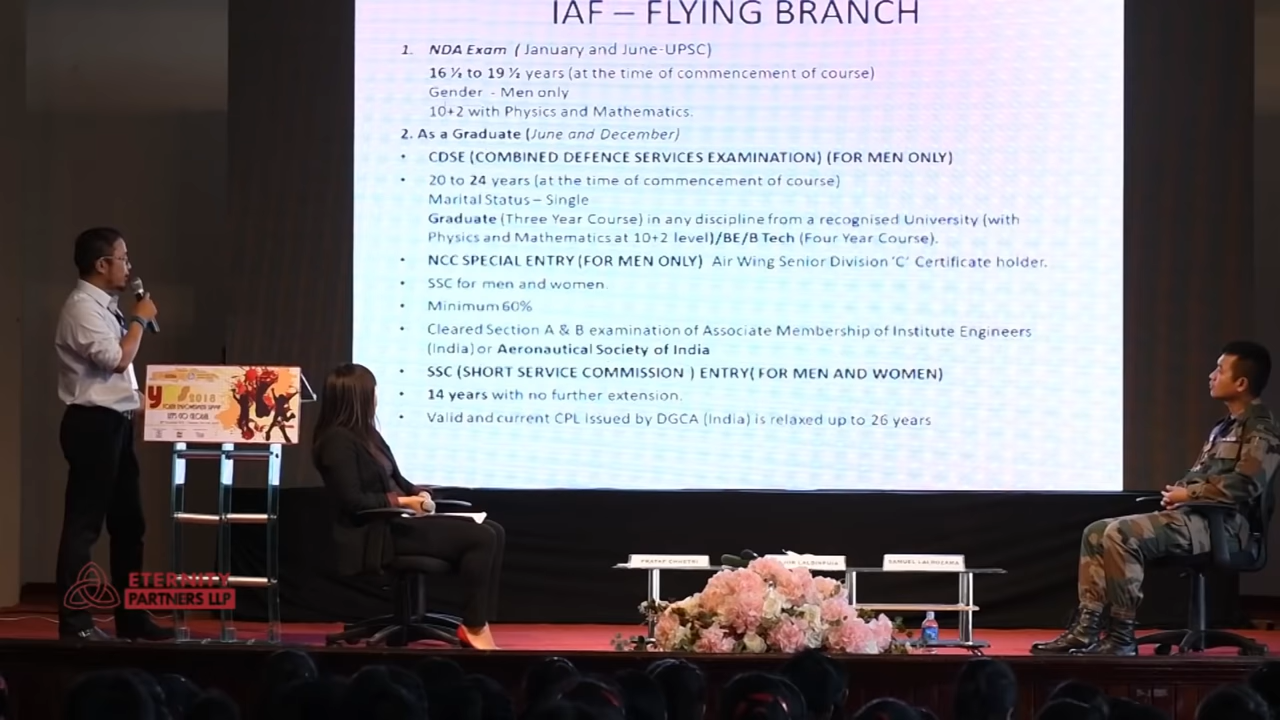 IAF – FLYING BRANCH
1. NDA Exam ( January and June-UPSC)
16 ½ to 19 ½ years (at the time of commencement of course)
Gender - Men only
10+2 with Physics and Mathematics.
2. As a Graduate (June and December)
• CDSE (COMBINED DEFENCE SERVICES EXAMINATION) (FOR MEN ONLY)
• 20 to 24 years (at the time of commencement of course)
Marital Status – Single
Graduate (Three Year Course) in any discipline from a recognised University (with
Physics and Mathematics at 10+2 level)/BE/B Tech (Four Year Course).
• NCC SPECIAL ENTRY (FOR MEN ONLY) Air Wing Senior Division 'C' Certificate holder.
• SSC for men and women.
• Minimum 60%
• Cleared Section A & B examination of Associate Membership of Institute Engineers
(India) or Aeronautical Society of India
• SSC (SHORT SERVICE COMMISSION ) ENTRY( FOR MEN AND WOMEN)
• 14 years with no further extension.
• Valid and current CPL issued by DGCA (India) is relaxed up to 26 years
2018
LET'S GO GLOBAL
PRATAP CHHETRI
SAMUEL
ETERNITY
PARTNERS LLP